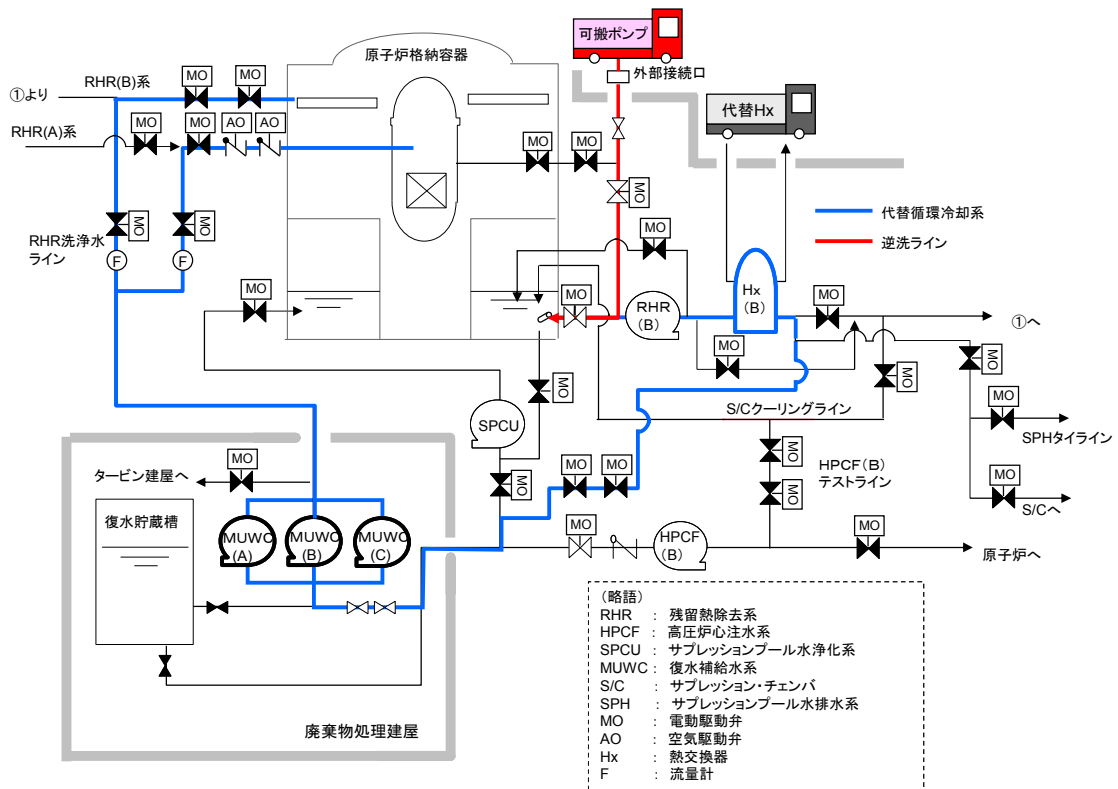 可搬ポンプ
原子炉格納容器
外部接続口
RHR(B)系
MO
MO
①より
代替Hx
RHR(A)系
MO
MO
AO
AO
MO
MO
MO
代替循環冷却系
逆洗ライン
MO
MO
RHR洗浄水
ライン
F
F
MO
MO
MO
RHR
(B)
Hx
(B)
MO
①へ
MO
MO
MO
MO
S/Cクーリングライン
SPCU
MO
SPHタイライン
MO
HPCF(B)
テストライン
MO
タービン建屋へ
MO
MO
MO
MO
MO
MO
S/Cへ
復水貯蔵槽
MUWC
(A)
MUWC
(B)
MUWC
(C)
MO
HPCF
(B)
MO
原子炉へ
(略語)
RHR : 残留熱除去系
HPCF : 高圧炉心注水系
SPCU : サプレッションプール水浄化系
MUWC : 復水補給水系
S/C : サプレッション・チェンバ
SPH : サプレッションプール水排水系
MO : 電動駆動弁
AO : 空気駆動弁
Hx : 熱交換器
F : 流量計
廃棄物処理建屋